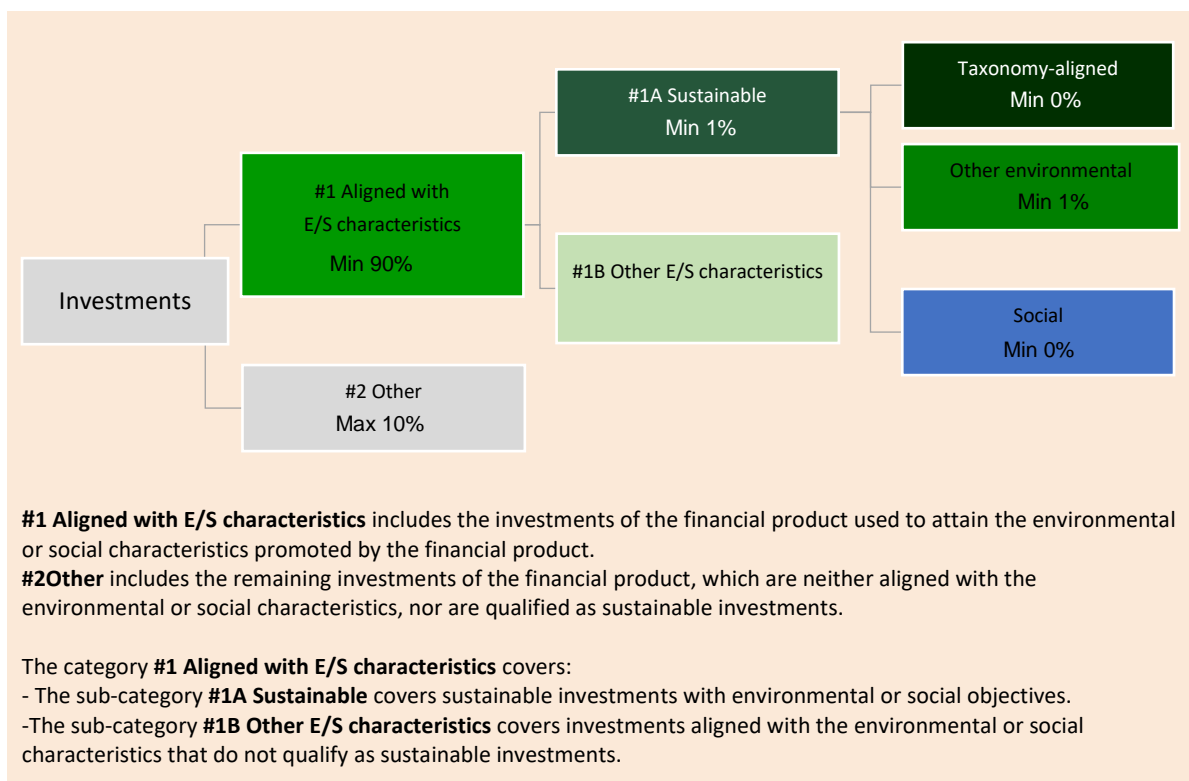 Investments
#1 Aligned with
E/S characteristics
Min 90%
#2 Other
Max 10%
#1A Sustainable
Min 1%
#1B Other E/S characteristics
Taxonomy-aligned
Min 0%
Other environmental
Min 1%
Social
Min 0%
#1 Aligned with E/S characteristics includes the investments of the financial product used to attain the environmental
or social characteristics promoted by the financial product.
#2Other includes the remaining investments of the financial product, which are neither aligned with the
environmental or social characteristics, nor are qualified as sustainable investments.
The category #1 Aligned with E/S characteristics covers:
- The sub-category #1A Sustainable covers sustainable investments with environmental or social objectives.
-The sub-category #1B Other E/S characteristics covers investments aligned with the environmental or social
characteristics that do not qualify as sustainable investments.